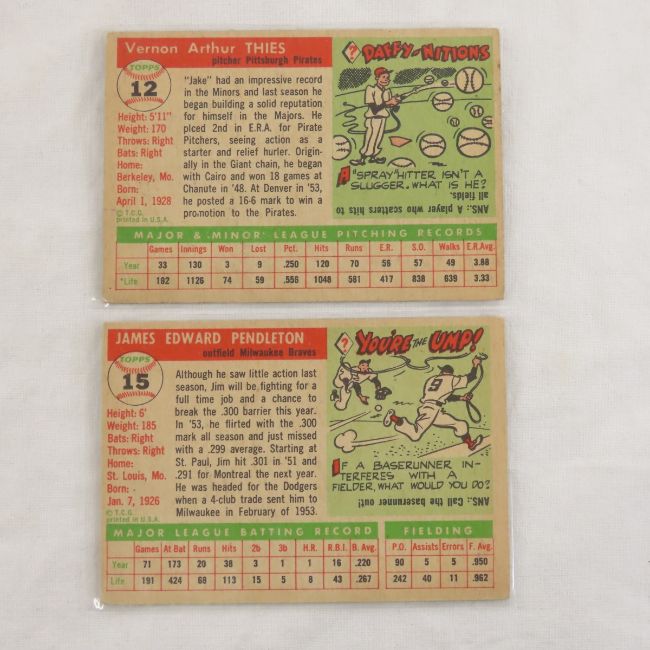 Vernon Arthur THIES
pitcher Pittsburgh Pirates
TOPPS
12
Height: 5'11"
Weight: 170
Throws: Right
Bats: Right
Home:
Berkeley, Mo.
Born:
April 1, 1928
© T.C.G.
printed in U.S.A.
"Jake" had an impressive record
in the Minors and last season he
began building a solid reputation
for himself in the Majors. He
plced 2nd in E.R.A. for Pirate
Pitchers, seeing action as a
starter and relief hurler. Origin-
ally in the Giant chain, he began
with Cairo and won 18 games at
Chanute in '48. At Denver in '53,
he posted a 16-6 mark to win a
promotion to the Pirates.
? DAFFY-NITIONS
A "SPRAY" HITTER ISN'T A
SLUGGER. WHAT IS HE?
ANS.: A player who scatters hits to
all fields.
MAJOR & MINOR LEAGUE PITCHING RECORDS
Games Innings Won Lost Pct. Hits Runs E.R. S.O. Walks E.R.Avg.
Year 33 130 3 9 .250 120 70 56 57 49 3.88
*Life 192 1126 74 59 .556 1048 561 417 838 639 3.33
JAMES EDWARD PENDLETON
outfield Milwaukee Braves
TOPPS
15
Height: 6'
Weight: 185
Bats: Right
Throws: Right
Home:
St. Louis, Mo.
Born:
Jan. 7, 1926
© T.C.G.
printed in U.S.A.
Although he saw little action last
season, Jim will be fighting for a
full time job and a chance to
break the .300 barrier this year.
In '53, he flirted with the .300
mark all season and just missed
with a .299 average. Starting at
St. Paul, Jim hit .301 in '51 and
.291 for Montreal the next year.
He was headed for the Dodgers
when a 4-club trade sent him to
Milwaukee in February of 1953.
? YOU'RE THE UMP!
9
IF A BASERUNNER IN-
TERFERES WITH A
FIELDER, WHAT WOULD YOU DO?
ANS.: Call the baserunner out!
MAJOR LEAGUE BATTING RECORD FIELDING
Games At Bat Runs Hits 2b 3b H.R. R.B.I. B. Avg. P.O. Assists Errors F. Avg.
Year 71 173 20 38 3 1 1 16 .220 90 5 5 .950
Life 191 424 68 113 15 5 8 43 .267 242 40 11 .962